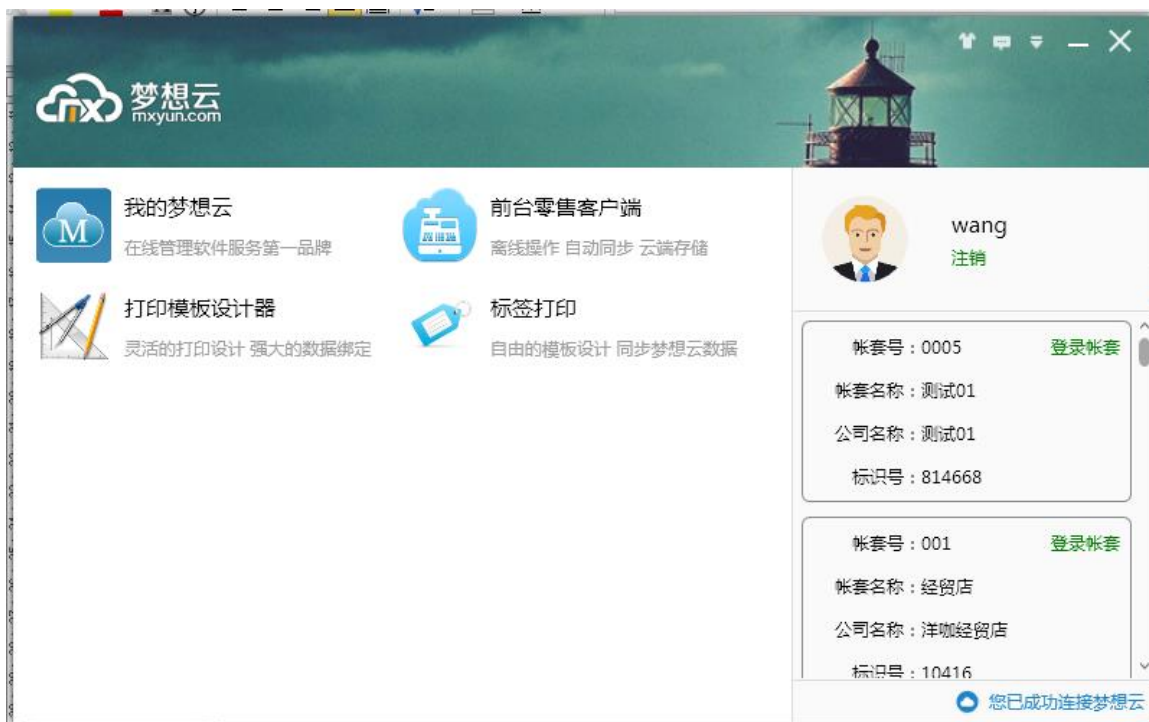 梦想云
mxyun.com
我的梦想云
在线管理软件服务第一品牌
前台零售客户端
离线操作 自动同步 云端存储
打印模板设计器
灵活的打印设计 强大的数据绑定
标签打印
自由的模板设计 同步梦想云数据
wang
注销
帐套号：0005 登录帐套
帐套名称：测试01
公司名称：测试01
标识号：814668
帐套号：001 登录帐套
帐套名称：经贸店
公司名称：洋咖经贸店
标识号：10416
您已成功连接梦想云